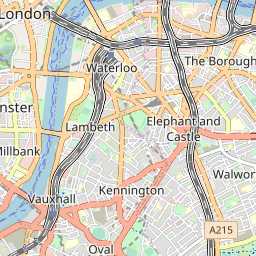 London
Waterloo
The Borough
nster
Lambeth
Elephant and
Castle
Millbank
Walwor
Kennington
Vauxhall
A215
Oval